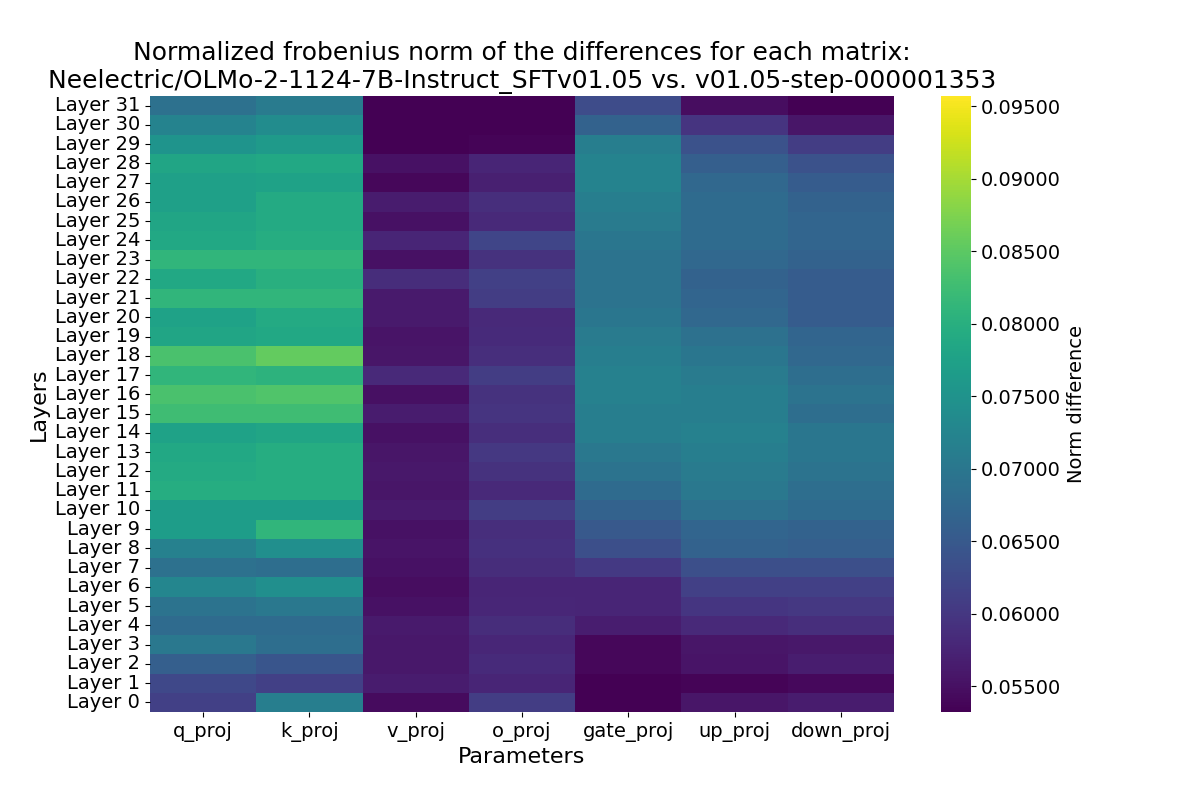 Normalized frobenius norm of the differences for each matrix:
Neelectric/OLMo-2-1124-7B-Instruct_SFTv01.05 vs. v01.05-step-000001353
Layers
Layer 31
Layer 30
Layer 29
Layer 28
Layer 27
Layer 26
Layer 25
Layer 24
Layer 23
Layer 22
Layer 21
Layer 20
Layer 19
Layer 18
Layer 17
Layer 16
Layer 15
Layer 14
Layer 13
Layer 12
Layer 11
Layer 10
Layer 9
Layer 8
Layer 7
Layer 6
Layer 5
Layer 4
Layer 3
Layer 2
Layer 1
Layer 0
q_proj k_proj v_proj o_proj gate_proj up_proj down_proj
Parameters
0.09500
0.09000
0.08500
0.08000
0.07500
0.07000
0.06500
0.06000
0.05500
Norm difference